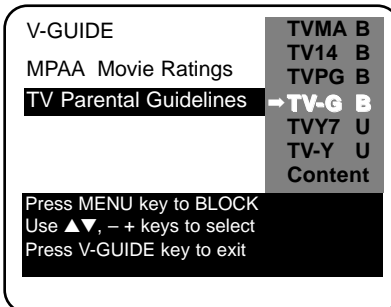 V-GUIDE
MPAA Movie Ratings
TV Parental Guidelines
TVMA B
TV14 B
TVPG B
➡TV-G B
TVY7 U
TV-Y U
Content
Press MENU key to BLOCK
Use ▲▼, – + keys to select
Press V-GUIDE key to exit